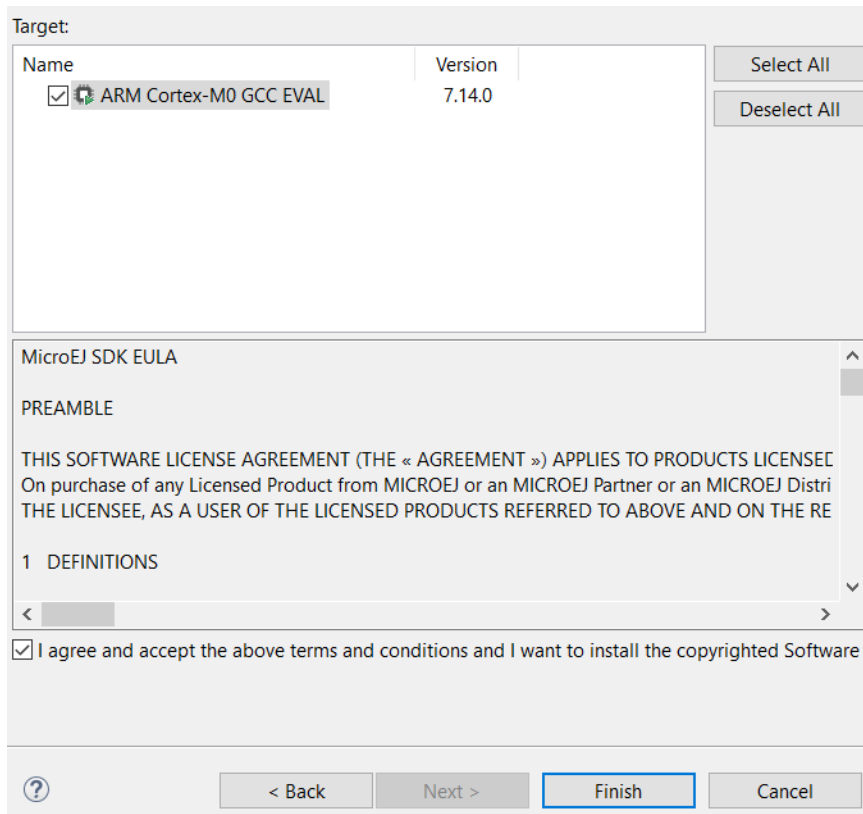 Target:
Name Version Select All
ARM Cortex-M0 GCC EVAL 7.14.0
Deselect All
MicroEJ SDK EULA
PREAMBLE
THIS SOFTWARE LICENSE AGREEMENT (THE « AGREEMENT ») APPLIES TO PRODUCTS LICENSED
On purchase of any Licensed Product from MICROEJ or an MICROEJ Partner or an MICROEJ Distri
THE LICENSEE, AS A USER OF THE LICENSED PRODUCTS REFERRED TO ABOVE AND ON THE RE
1 DEFINITIONS
I agree and accept the above terms and conditions and I want to install the copyrighted Software
? < Back Next > Finish Cancel